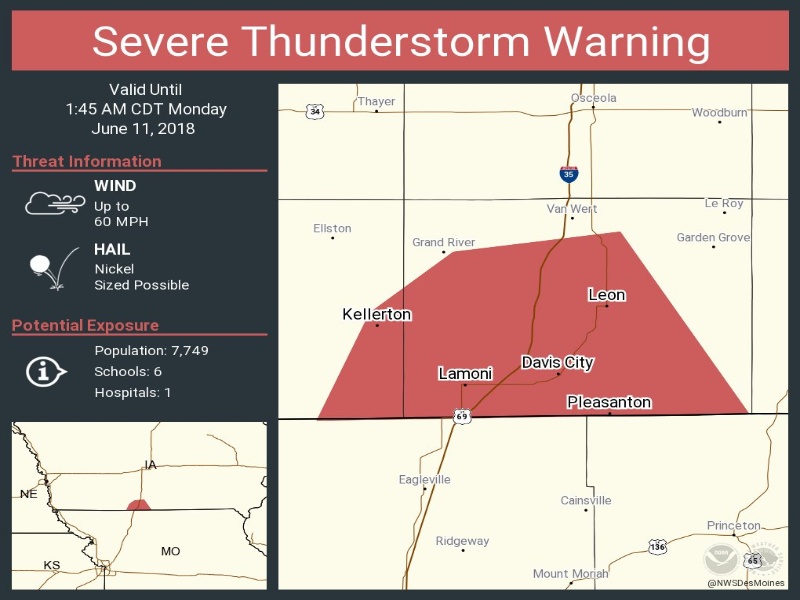 Severe Thunderstorm Warning
Valid Until
1:45 AM CDT Monday
June 11, 2018
Threat Information
WIND
Up to
60 MPH
HAIL
Nickel
Sized Possible
Potential Exposure
Population: 7,749
Schools: 6
Hospitals: 1
IA
NE
MO
KS
Thayer
Osceola
34
Woodburn
35
Van Wert
Le Roy
Ellston
Grand River
Garden Grove
Leon
Kellerton
Davis City
Lamoni
Pleasanton
69
Eagleville
Cainsville
Princeton
Ridgeway
136
65
Mount Moriah
@NWSDesMoines